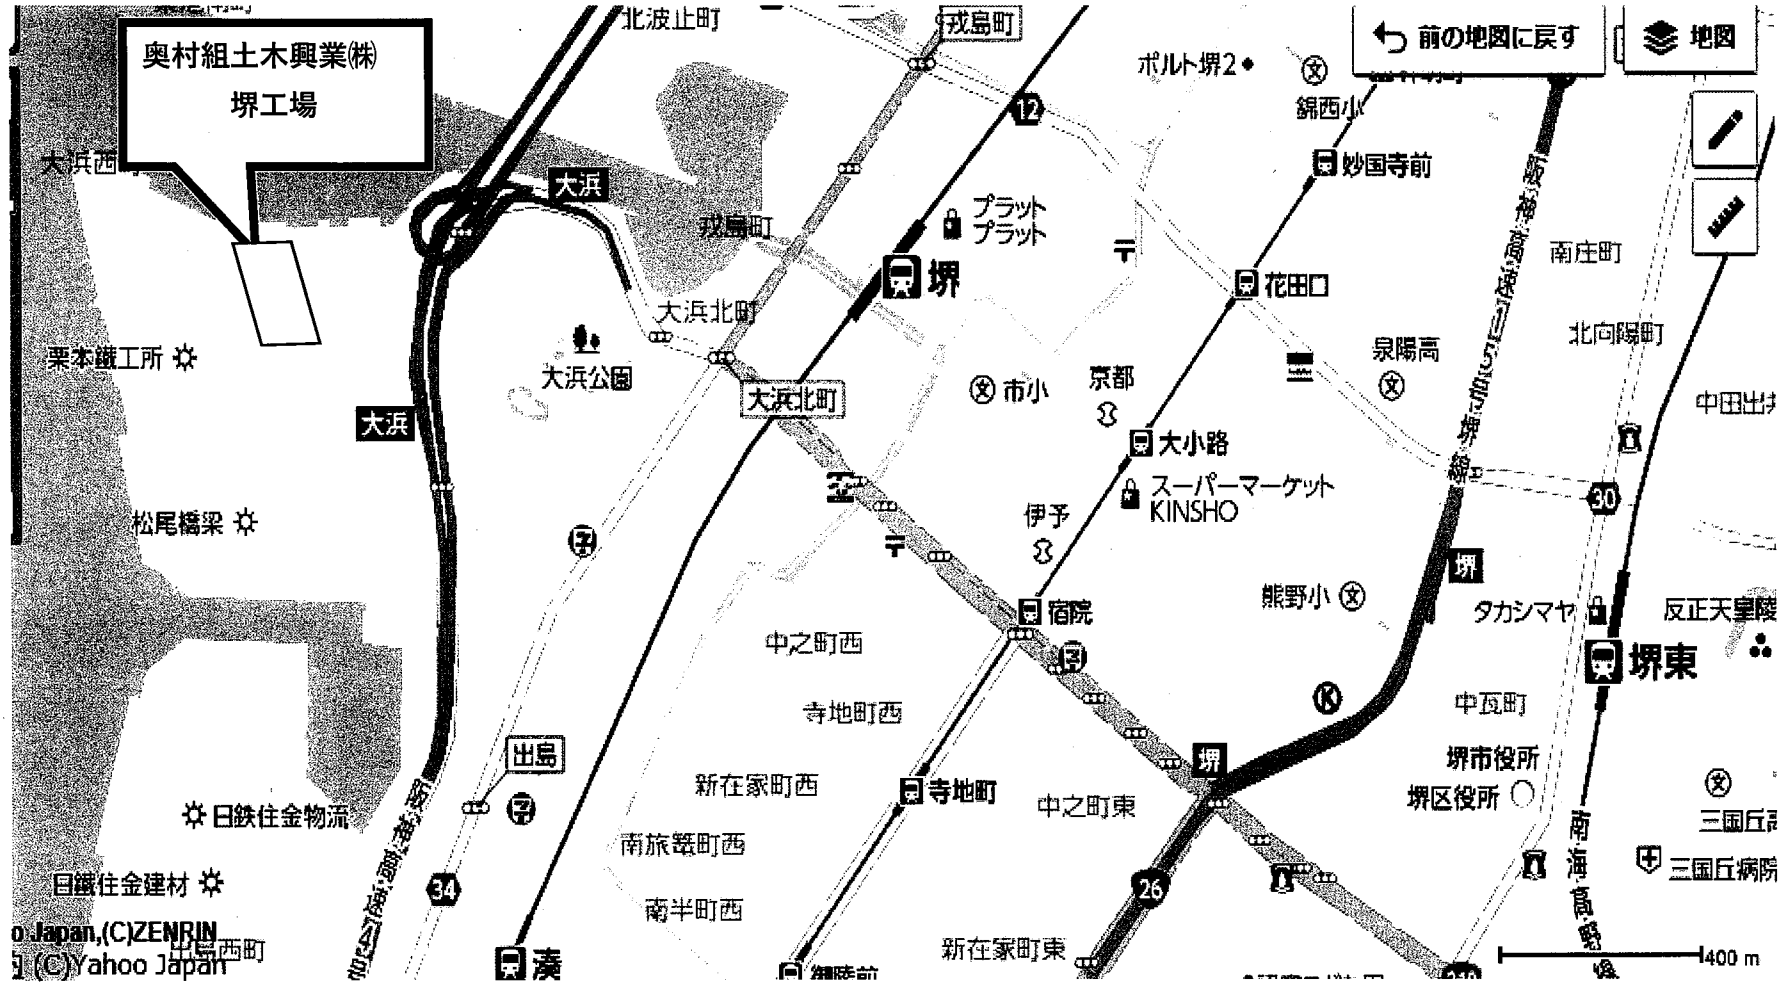 北波止町
戎島町
前の地図に戻す
地図
奥村組土木興業㈱
堺工場
ポルト堺2
錦西小
12
妙国寺前
大浜西
大浜
プラット
プラット
戎島町
堺
花田口
南庄町
大浜北町
北向陽町
栗本鐵工所
大浜公園
市小
京都
泉陽高
大浜北町
中田出井
大浜
大小路
スーパーマーケット
KINSHO
30
松尾橋梁
伊予
堺
熊野小
タカシマヤ
反正天皇陵
宿院
中之町西
堺東
寺地町西
中瓦町
出島
堺
堺市役所
新在家町西
寺地町
中之町東
堺区役所
日鉄住金物流
三国丘高
南旅籠町西
三国丘病院
日鐵住金建材
34
26
南半町西
南海高野線
o Japan,(C)ZENRIN
出島西町
(C)Yahoo Japan
湊
御陵前
新在家町東
400 m